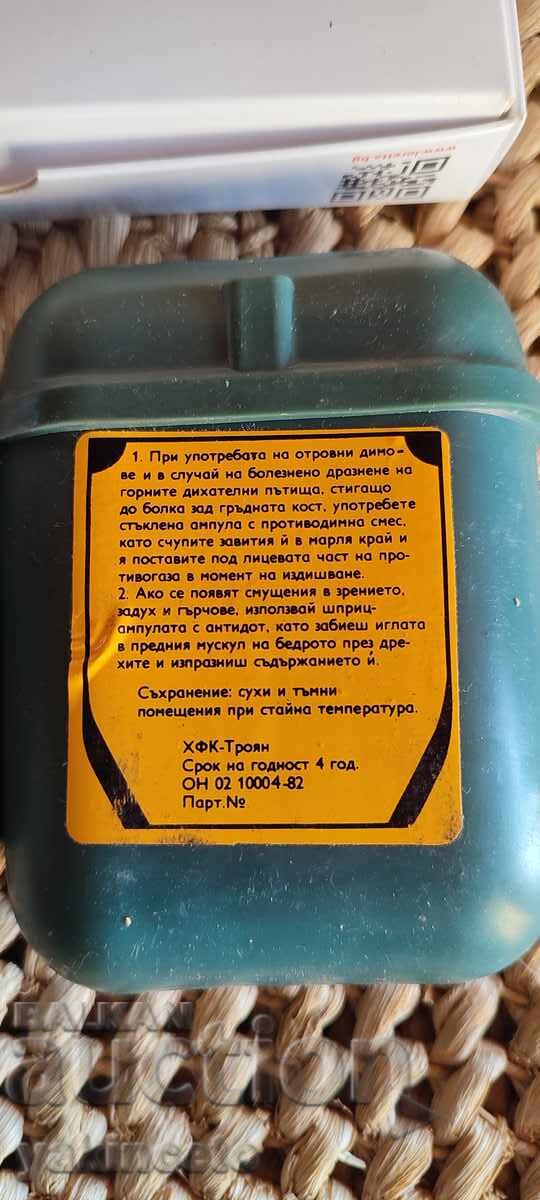 www.loretta.bg
1. При употребата на отровни димо-
ве и в случай на болезнено дразнене на
горните дихателни пътища, стигащо
до болка зад гръдната кост, употребете
стъклена ампула с противодимна смес,
като счупите завития ѝ в марля край и
я поставите под лицевата част на про-
тивогаза в момент на издишване.
2. Ако се появят смущения в зрението,
задух и гърчове, използвай шприц-
ампулата с антидот, като забиеш иглата
в предния мускул на бедрото през дре-
хите и изпразниш съдържанието ѝ.
Съхранение: сухи и тъмни
помещения при стайна температура.
ХФК-Троян
Срок на годност 4 год.
ОН 02 10004-82
Парт.№
BALKAN
auction
yakinceeto